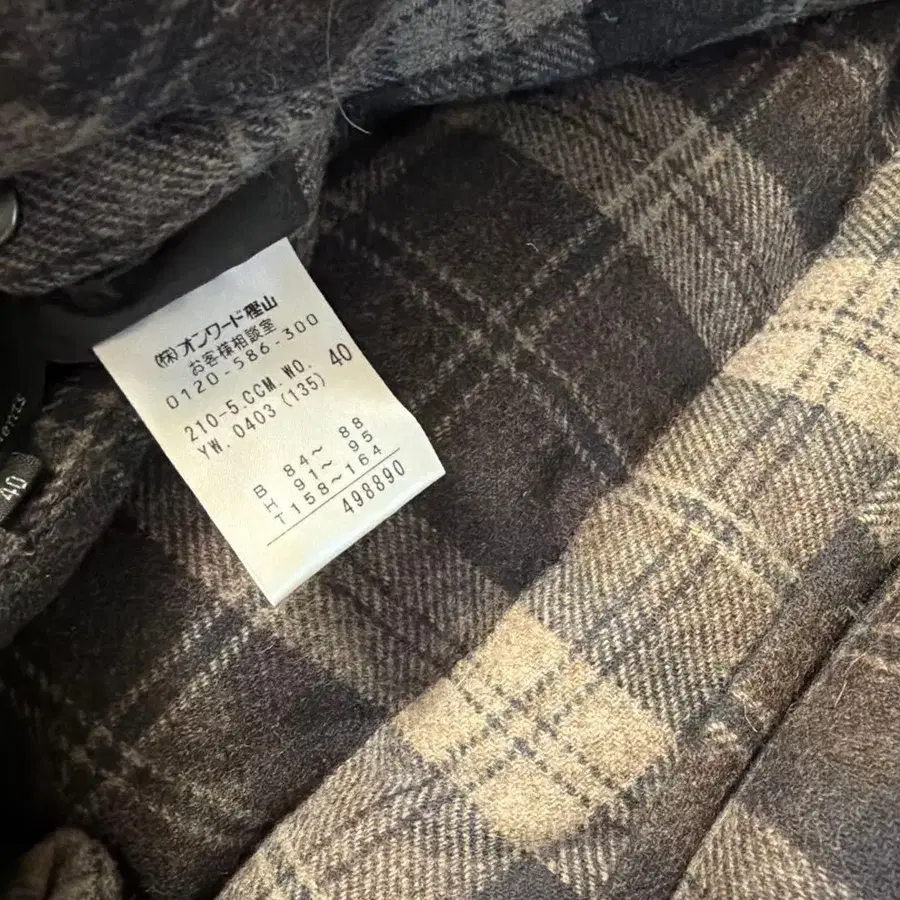 (株)オンワード樫山
お客様相談室
0120-586-300
210-5.CCM.WO. 40
YW.0403 (135)
B 84～ 88
H 91～ 95
T158～164
498890
40